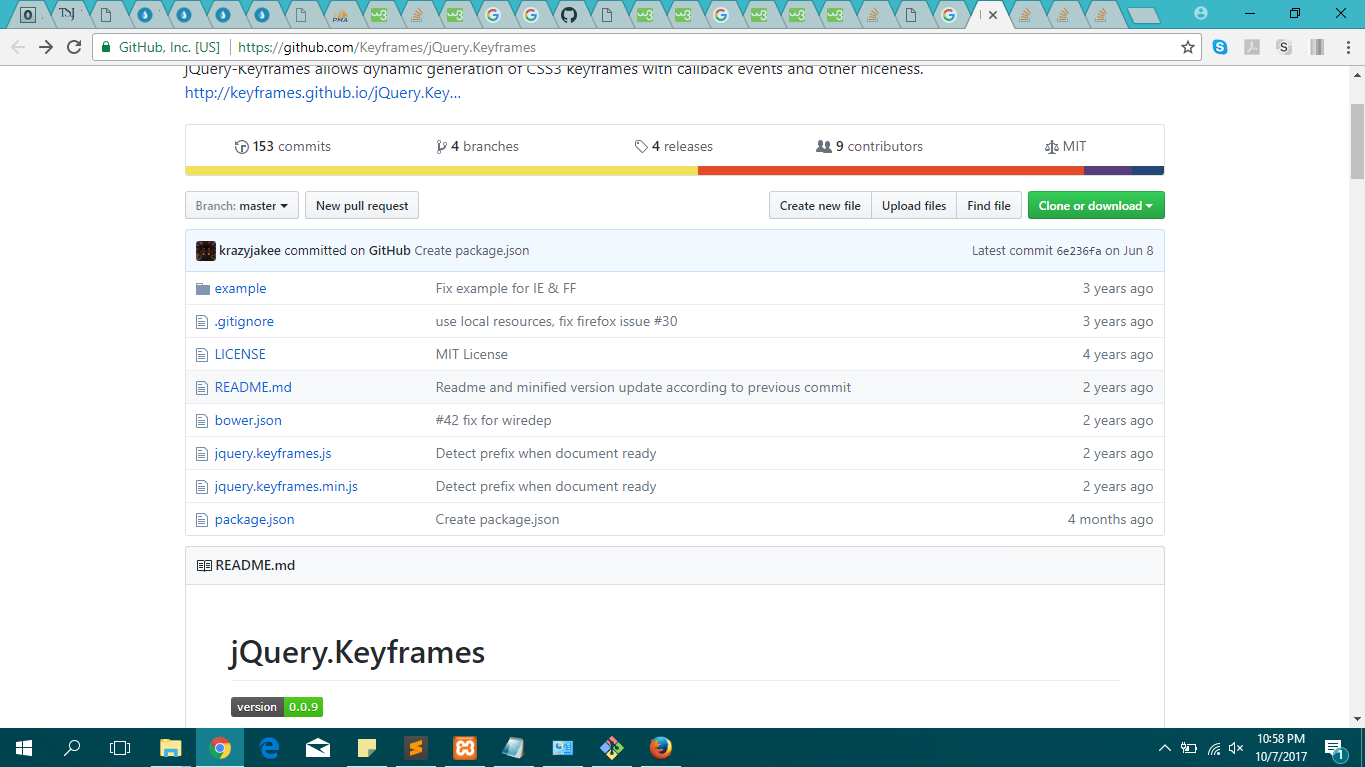 GitHub, Inc. [US] https://github.com/Keyframes/jQuery.Keyframes
jQuery-Keyframes allows dynamic generation of CSS3 keyframes with callback events and other niceness.
http://keyframes.github.io/jQuery.Key...
153 commits 4 branches 4 releases 9 contributors MIT
Branch: master New pull request Create new file Upload files Find file Clone or download
krazyjakee committed on GitHub Create package.json Latest commit 6e236fa on Jun 8
example Fix example for IE & FF 3 years ago
.gitignore use local resources, fix firefox issue #30 3 years ago
LICENSE MIT License 4 years ago
README.md Readme and minified version update according to previous commit 2 years ago
bower.json #42 fix for wiredep 2 years ago
jquery.keyframes.js Detect prefix when document ready 2 years ago
jquery.keyframes.min.js Detect prefix when document ready 2 years ago
package.json Create package.json 4 months ago
README.md
jQuery.Keyframes
version 0.0.9
10:58 PM
10/7/2017
1